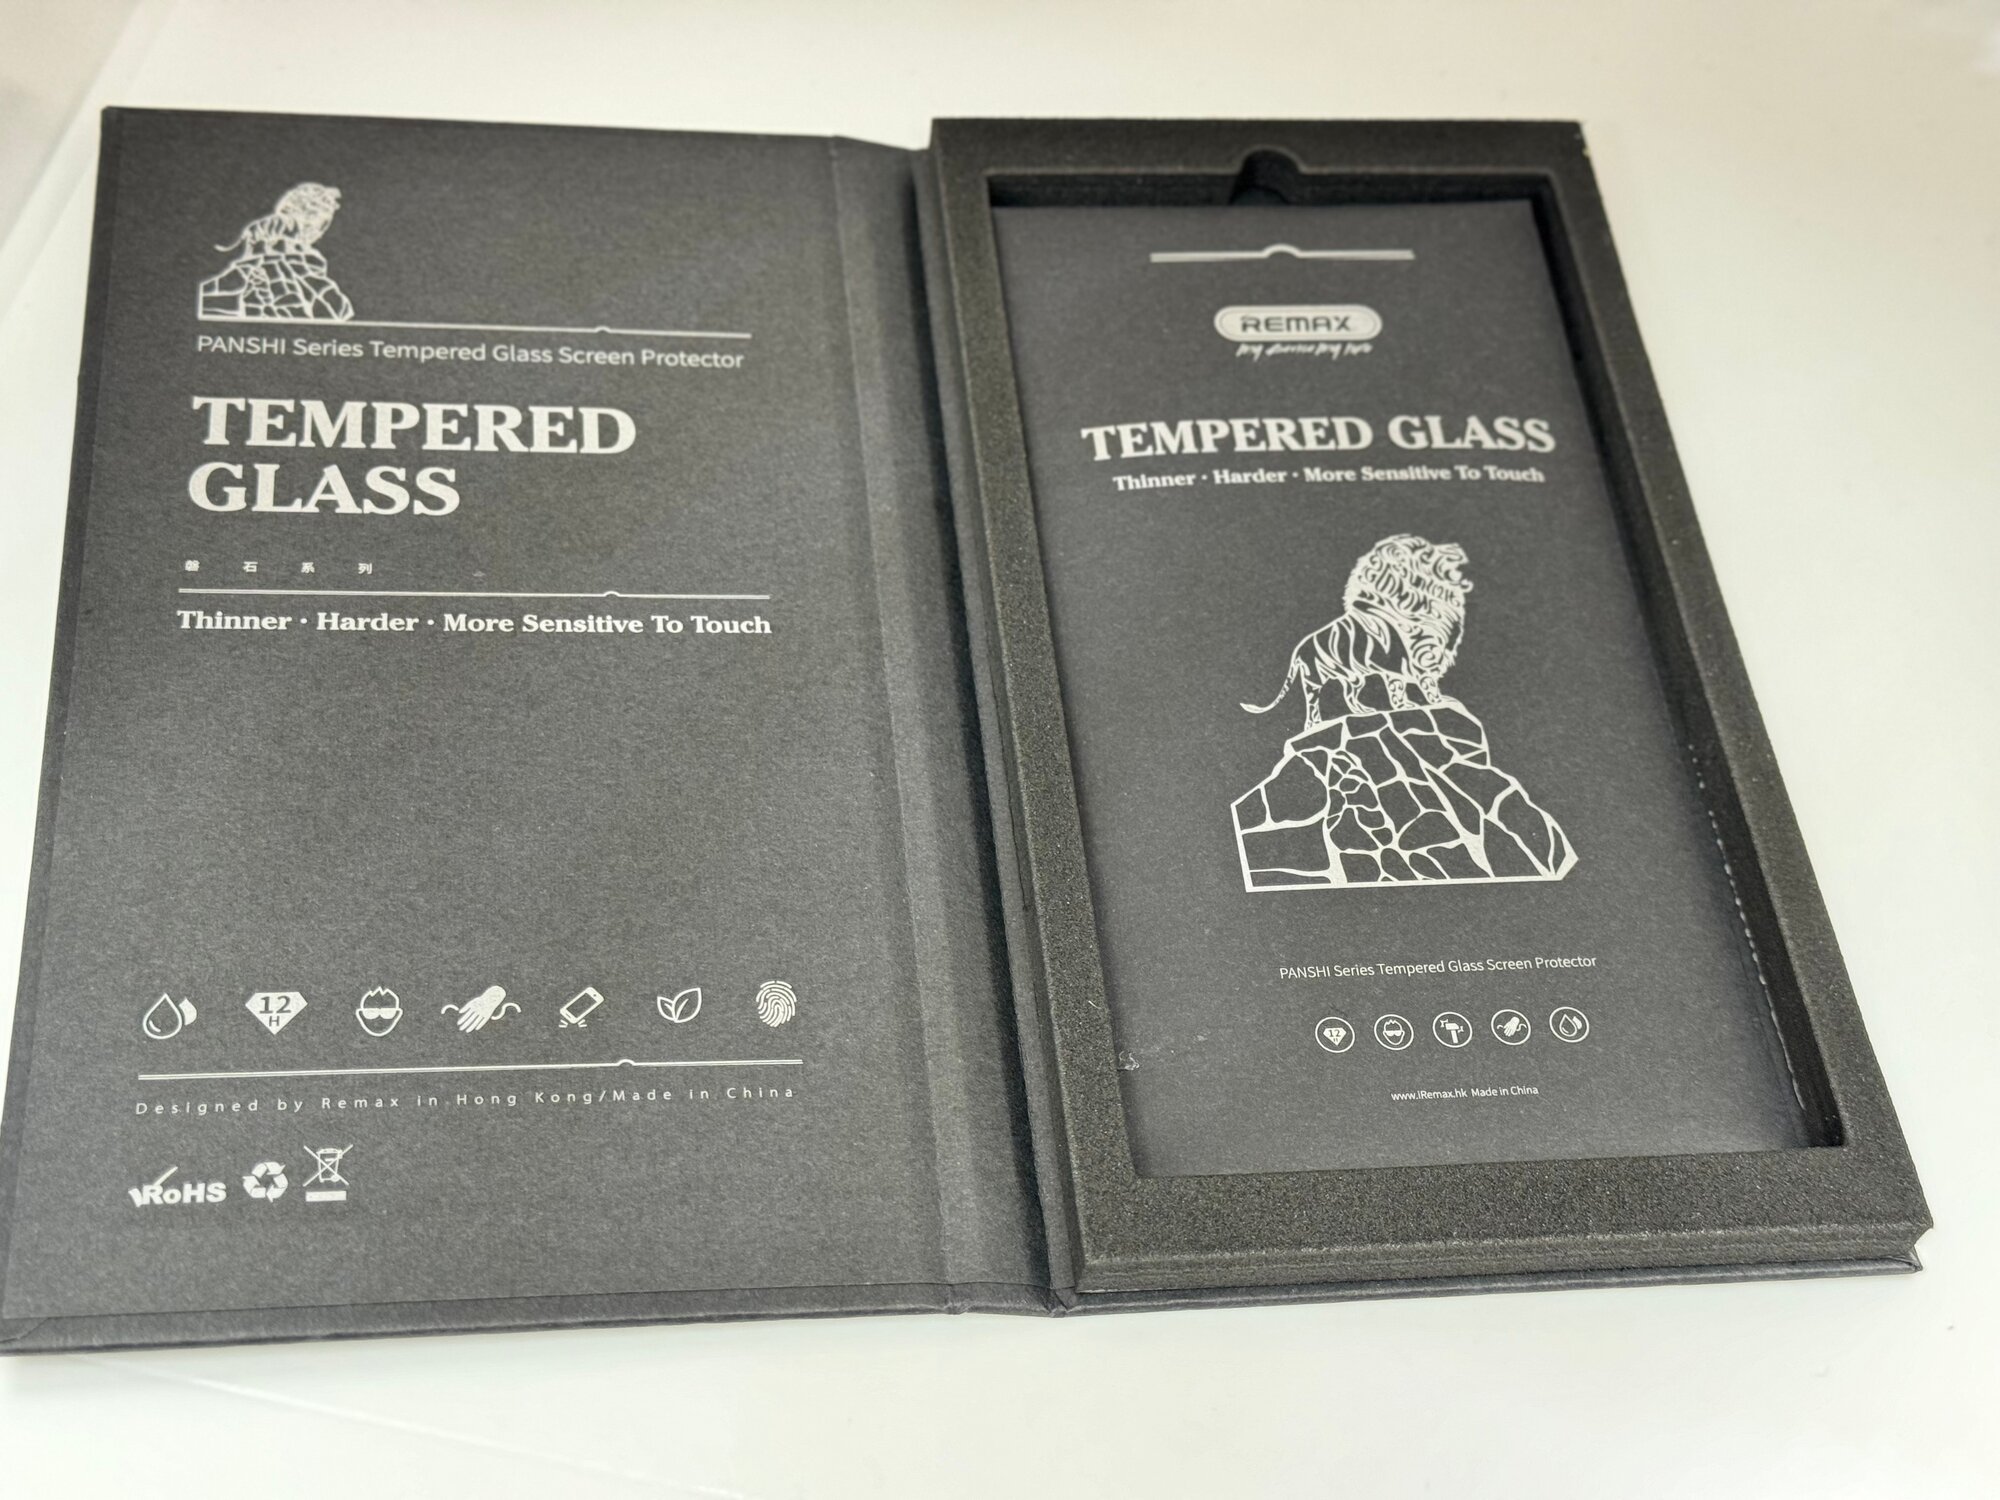 PANSHI Series Tempered Glass Screen Protector
TEMPERED
GLASS
磐 石 系 列
Thinner · Harder · More Sensitive To Touch
12
H
Designed by Remax in Hong Kong/Made in China
RoHS
REMAX
TEMPERED GLASS
Thinner · Harder · More Sensitive To Touch
PANSHI Series Tempered Glass Screen Protector
12
www.iRemax.hk Made in China